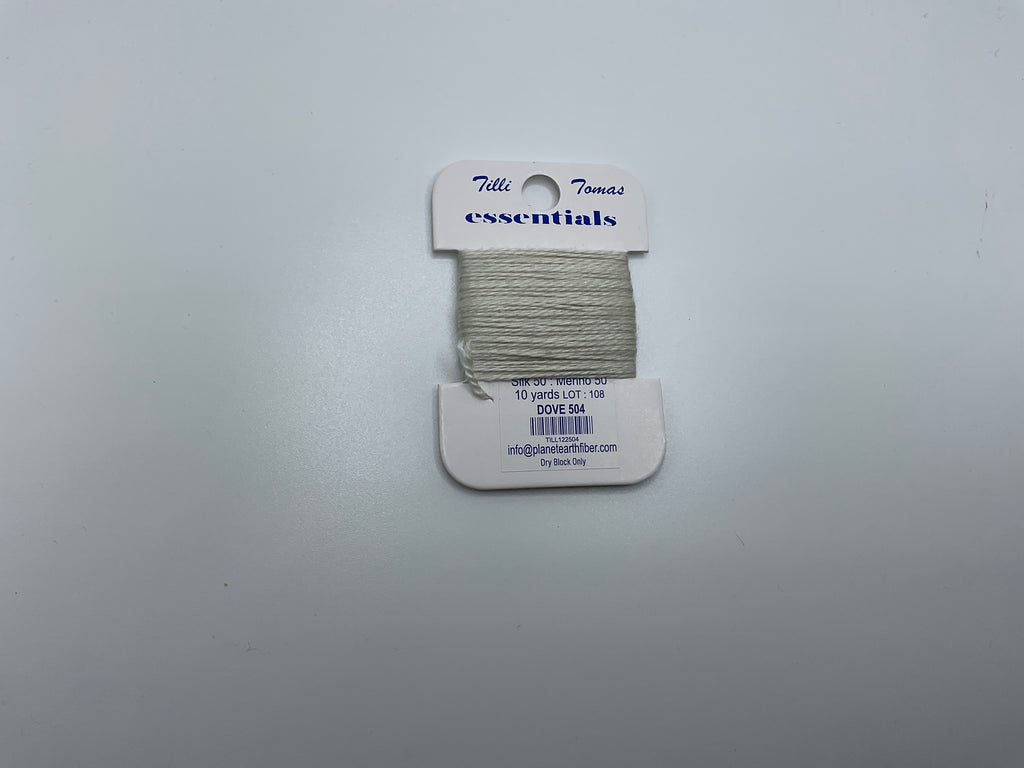 Tilli Tomas
essentials
Silk 50 : Merino 50
10 yards LOT : 108
DOVE 504
TILL122504
info@planetearthfiber.com
Dry Block Only